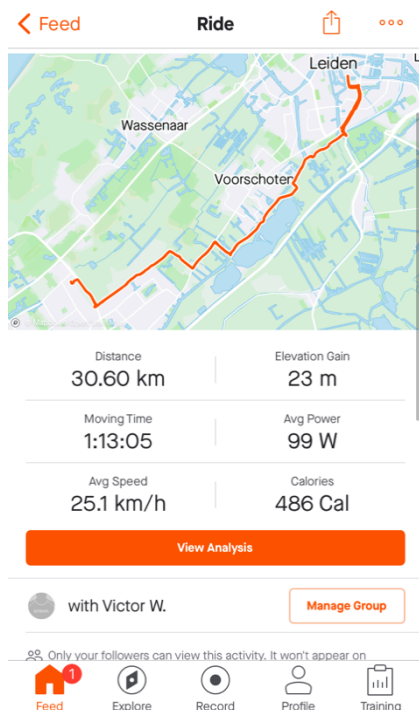 Feed
Ride
Leiden
Wassenaar
Voorschoten
Distance
30.60 km
Elevation Gain
23 m
Moving Time
1:13:05
Avg Power
99 W
Avg Speed
25.1 km/h
Calories
486 Cal
View Analysis
with Victor W.
Manage Group
Only your followers can view this activity. It won't appear on
1
Feed
Explore
Record
Profile
Training